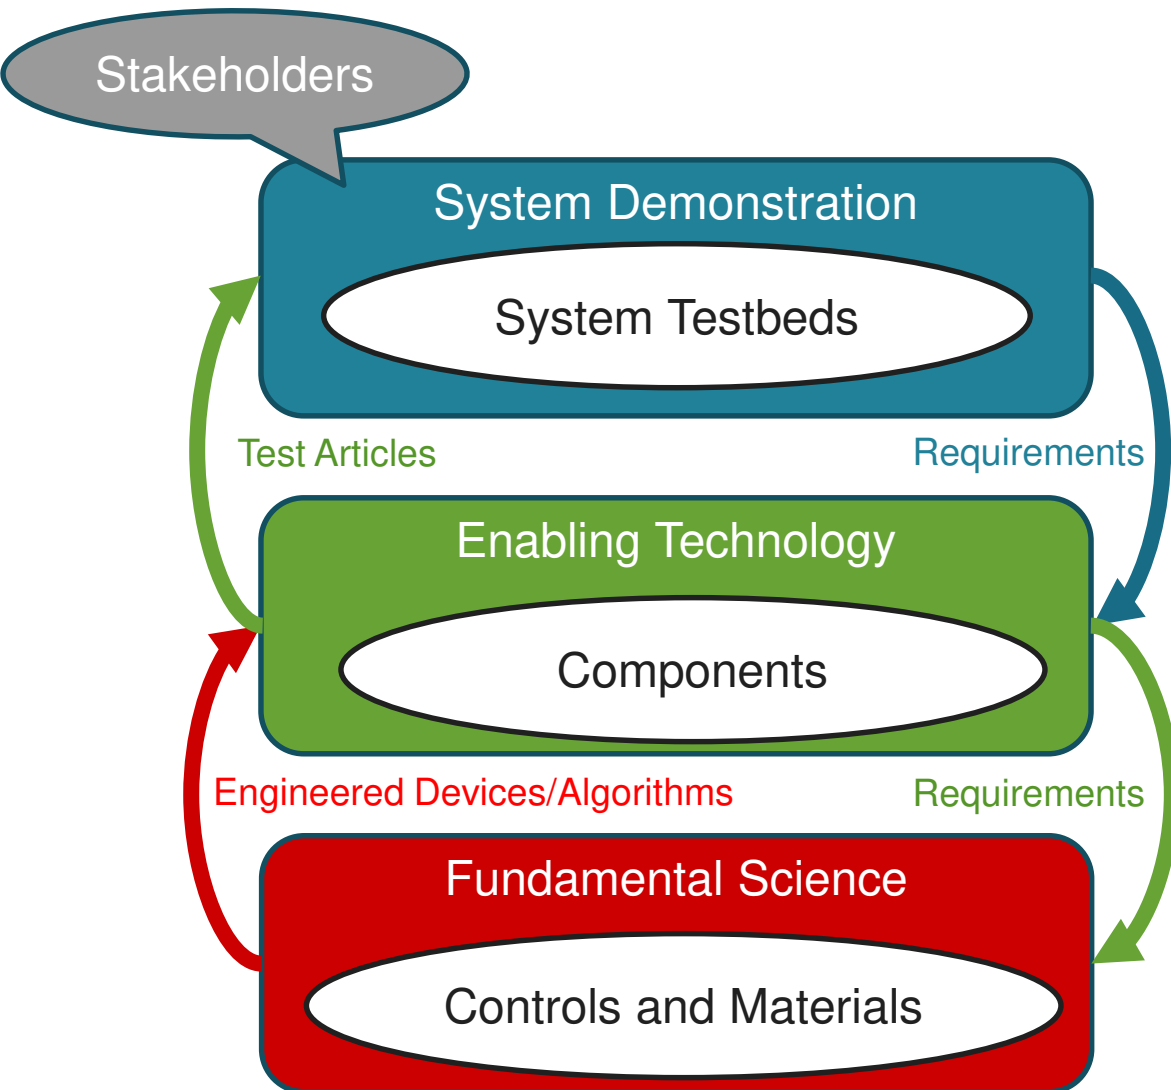 Stakeholders
System Demonstration
System Testbeds
Test Articles
Requirements
Enabling Technology
Components
Engineered Devices/Algorithms
Requirements
Fundamental Science
Controls and Materials